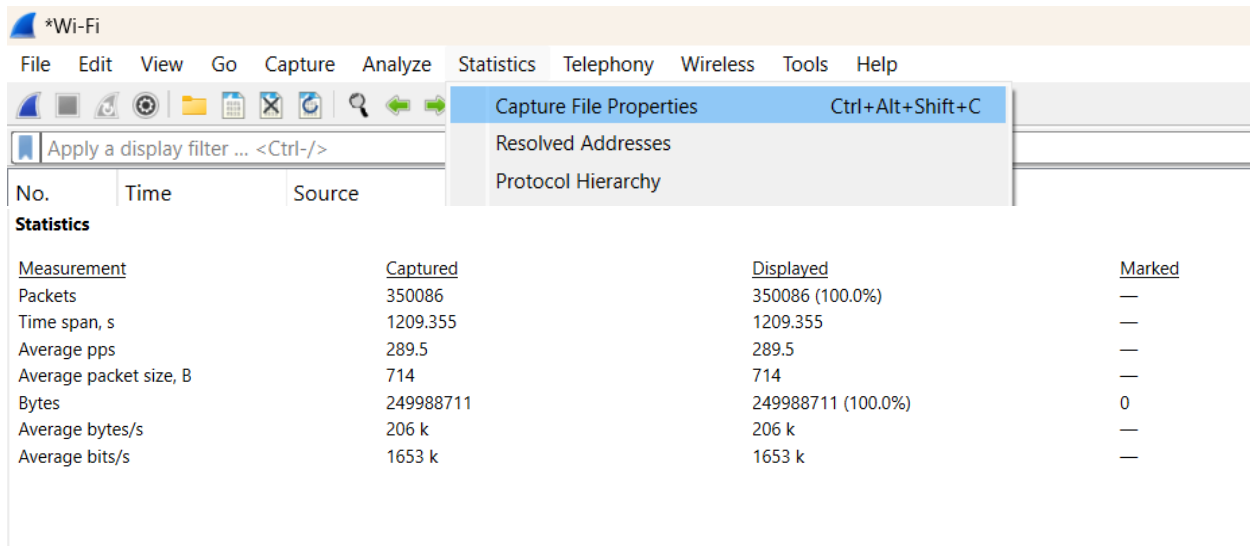 *Wi-Fi
File Edit View Go Capture Analyze Statistics Telephony Wireless Tools Help
Capture File Properties Ctrl+Alt+Shift+C
Apply a display filter ... <Ctrl-/>
Resolved Addresses
No. Time Source
Protocol Hierarchy
Statistics
Measurement Captured Displayed Marked
Packets 350086 350086 (100.0%) —
Time span, s 1209.355 1209.355 —
Average pps 289.5 289.5 —
Average packet size, B 714 714 —
Bytes 249988711 249988711 (100.0%) 0
Average bytes/s 206 k 206 k —
Average bits/s 1653 k 1653 k —